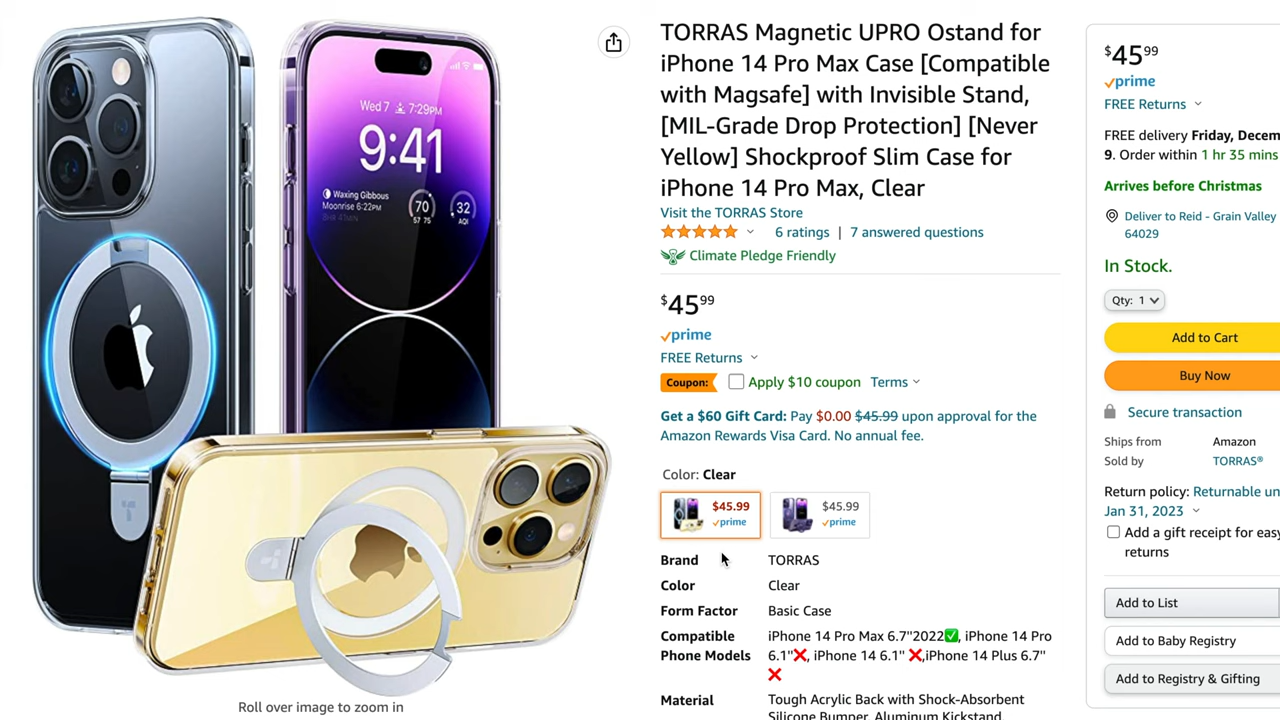 TORRAS Magnetic UPRO Ostand for
iPhone 14 Pro Max Case [Compatible
with Magsafe] with Invisible Stand,
[MIL-Grade Drop Protection] [Never
Yellow] Shockproof Slim Case for
iPhone 14 Pro Max, Clear
Visit the TORRAS Store
6 ratings | 7 answered questions
Climate Pledge Friendly
$45.99
prime
FREE Returns
Coupon: Apply $10 coupon Terms
Get a $60 Gift Card: Pay $0.00 $45.99 upon approval for the
Amazon Rewards Visa Card. No annual fee.
Color: Clear
$45.99
prime
$45.99
prime
Brand TORRAS
Color Clear
Form Factor Basic Case
Compatible Phone Models
iPhone 14 Pro Max 6.7"2022✅, iPhone 14 Pro
6.1"❌, iPhone 14 6.1" ❌,iPhone 14 Plus 6.7"
❌
Material Tough Acrylic Back with Shock-Absorbent
Silicone Bumper, Aluminum Kickstand,
$45.99
prime
FREE Returns
FREE delivery Friday, Decem
9. Order within 1 hr 35 mins
Arrives before Christmas
Deliver to Reid - Grain Valley
64029
In Stock.
Qty: 1
Add to Cart
Buy Now
Secure transaction
Ships from Amazon
Sold by TORRAS®
Return policy: Returnable un
Jan 31, 2023
Add a gift receipt for easy
returns
Add to List
Add to Baby Registry
Add to Registry & Gifting
Wed 7 7:29PM
9:41
Waxing Gibbous
Moonrise 6:22PM
70
57 75
32
AQI
Roll over image to zoom in